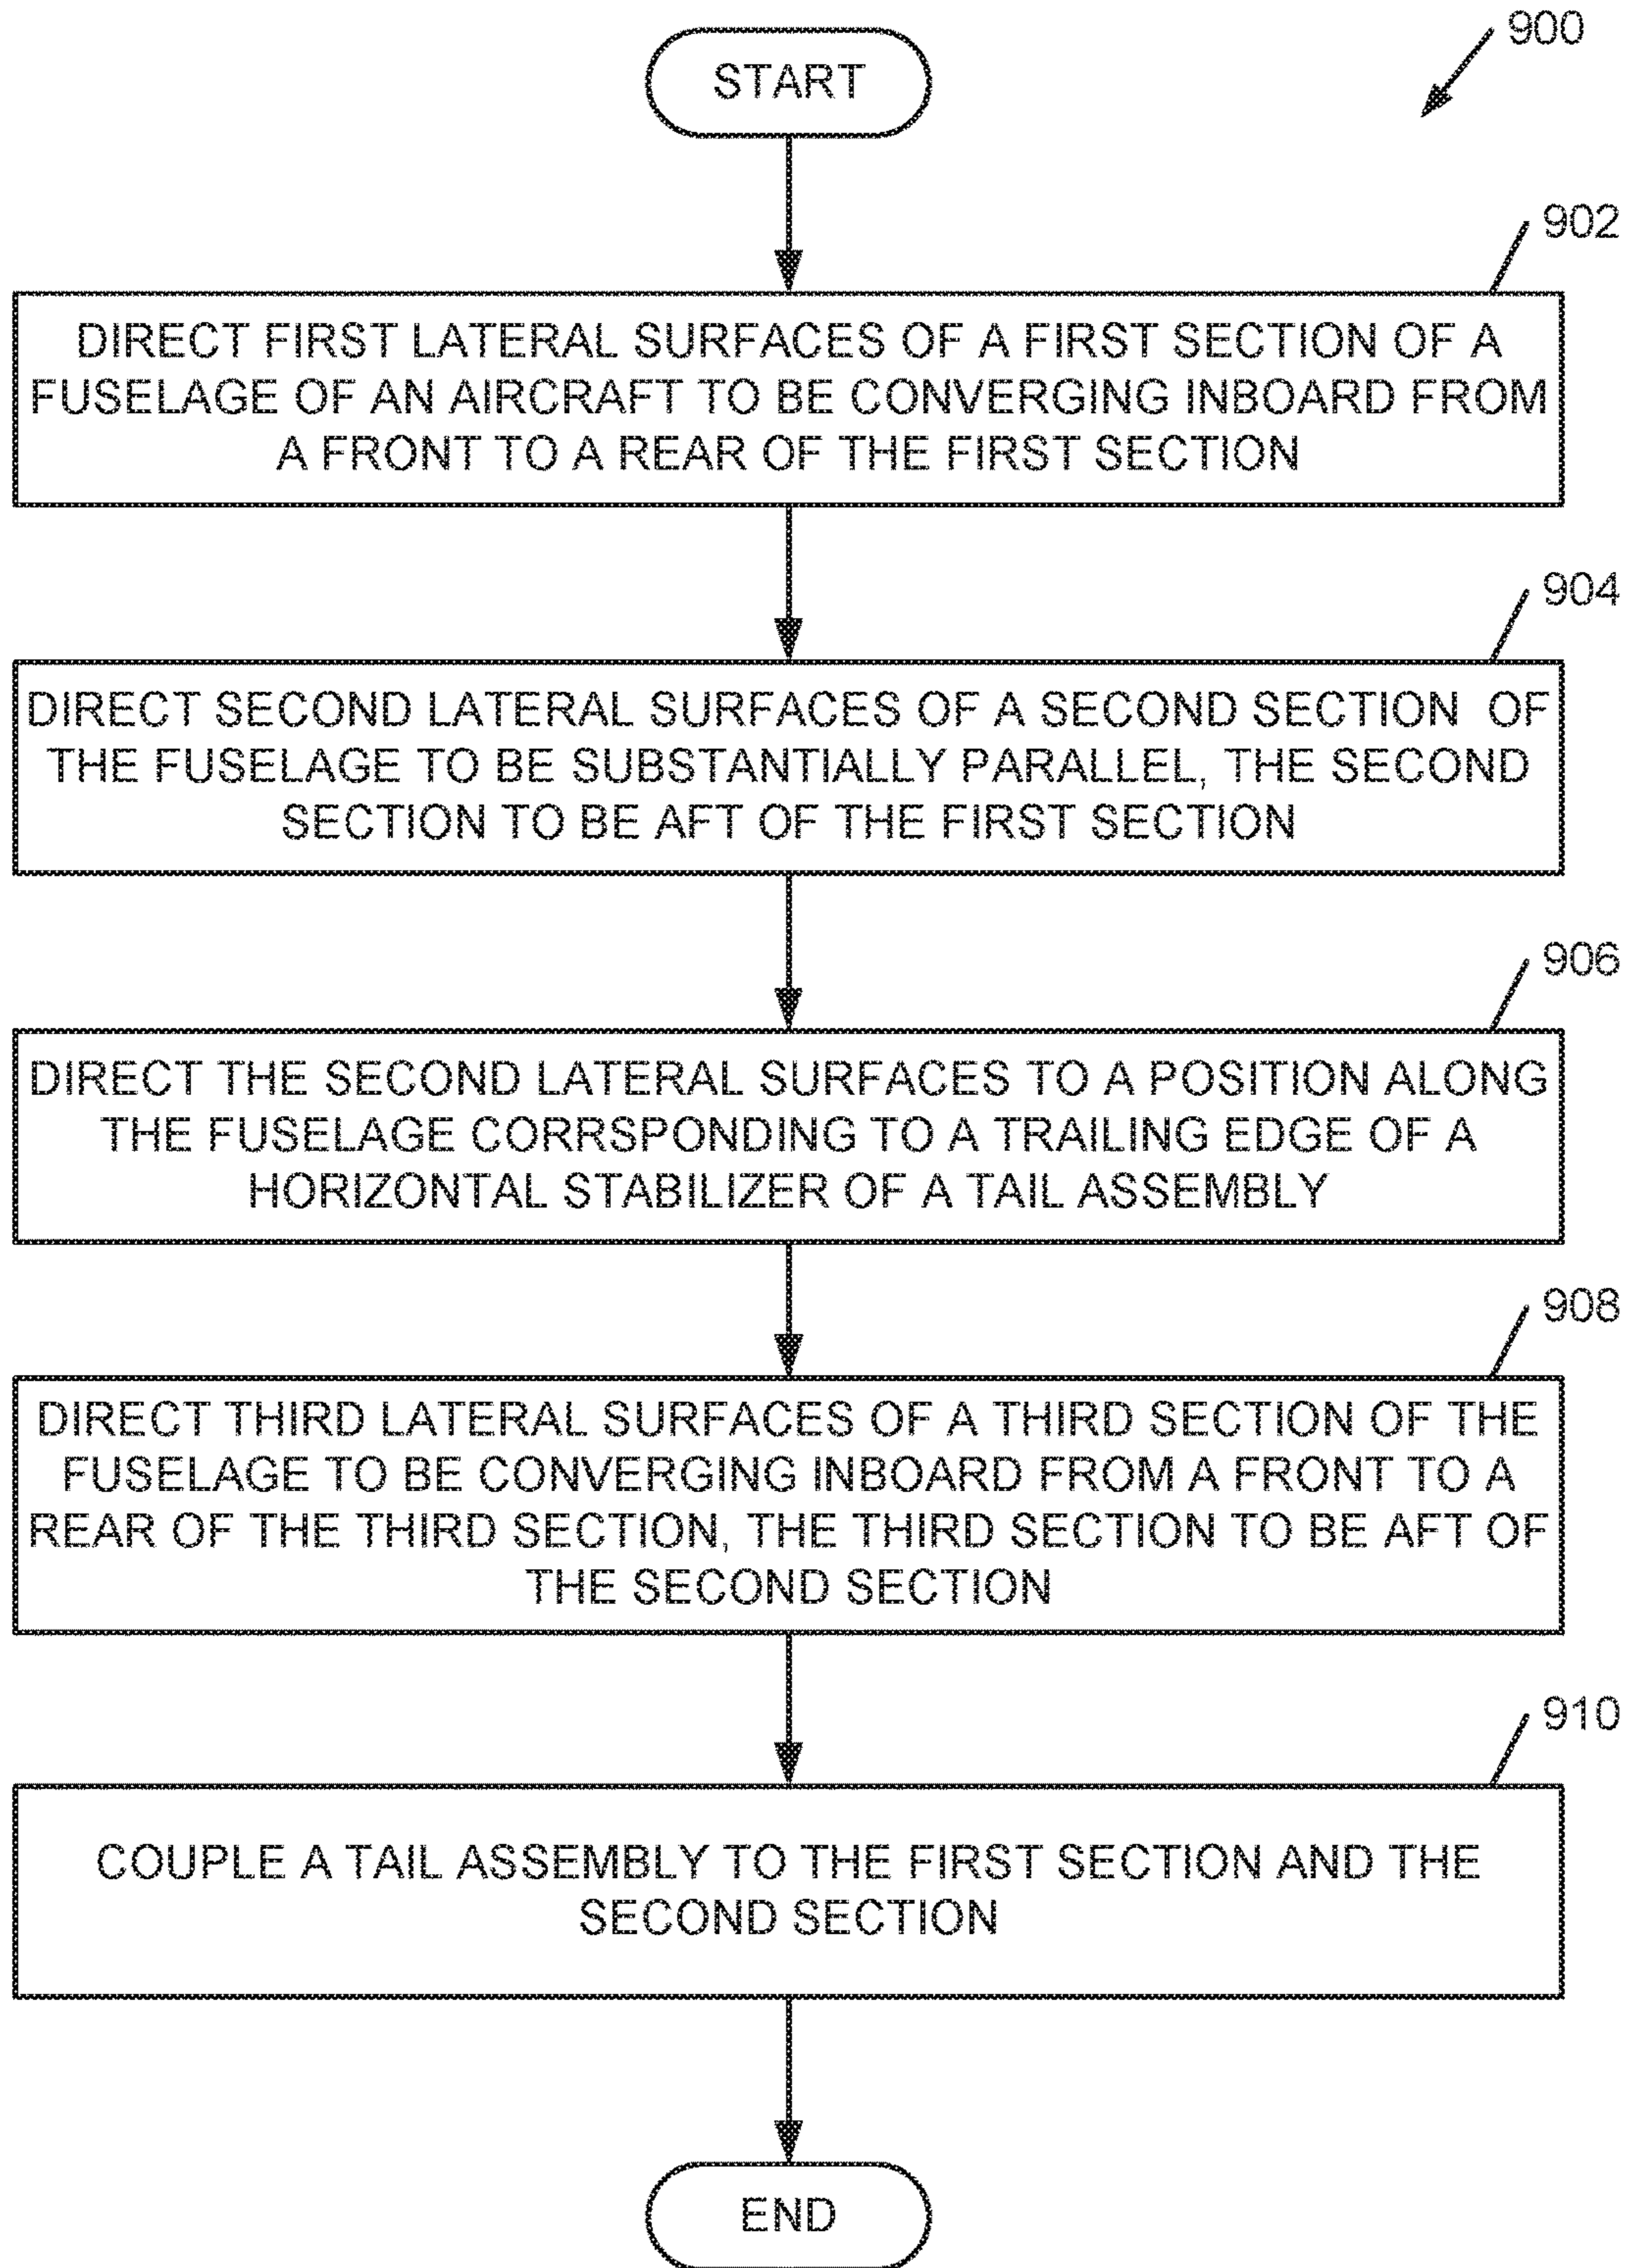 900
START
902
DIRECT FIRST LATERAL SURFACES OF A FIRST SECTION OF A
FUSELAGE OF AN AIRCRAFT TO BE CONVERGING INBOARD FROM
A FRONT TO A REAR OF THE FIRST SECTION
904
DIRECT SECOND LATERAL SURFACES OF A SECOND SECTION OF
THE FUSELAGE TO BE SUBSTANTIALLY PARALLEL, THE SECOND
SECTION TO BE AFT OF THE FIRST SECTION
906
DIRECT THE SECOND LATERAL SURFACES TO A POSITION ALONG
THE FUSELAGE CORRSPONDING TO A TRAILING EDGE OF A
HORIZONTAL STABILIZER OF A TAIL ASSEMBLY
908
DIRECT THIRD LATERAL SURFACES OF A THIRD SECTION OF THE
FUSELAGE TO BE CONVERGING INBOARD FROM A FRONT TO A
REAR OF THE THIRD SECTION, THE THIRD SECTION TO BE AFT OF
THE SECOND SECTION
910
COUPLE A TAIL ASSEMBLY TO THE FIRST SECTION AND THE
SECOND SECTION
END